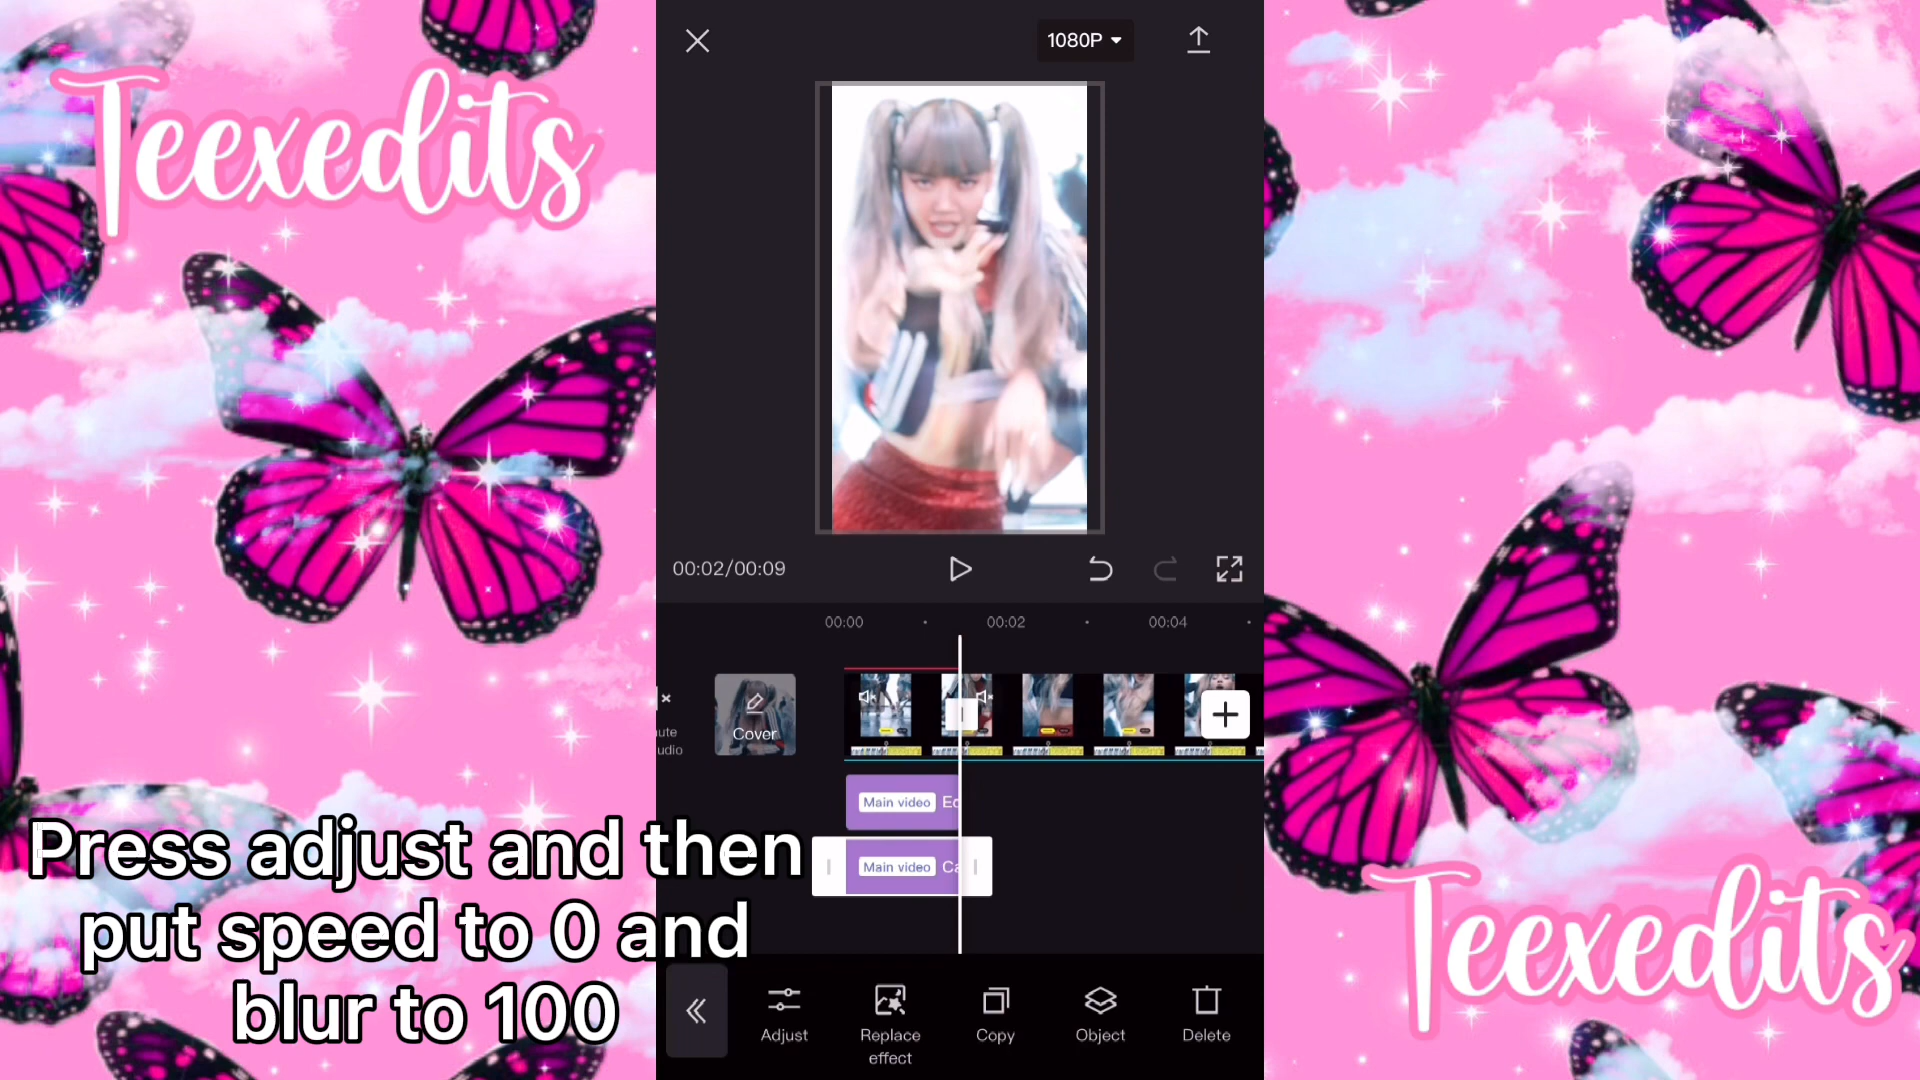 Teexedits
1080P
00:02/00:09
00:00
00:02
00:04
Cover
Main video
Main video
Press adjust and then
put speed to 0 and
blur to 100
Adjust
Replace
effect
Copy
Object
Delete
Teexedits